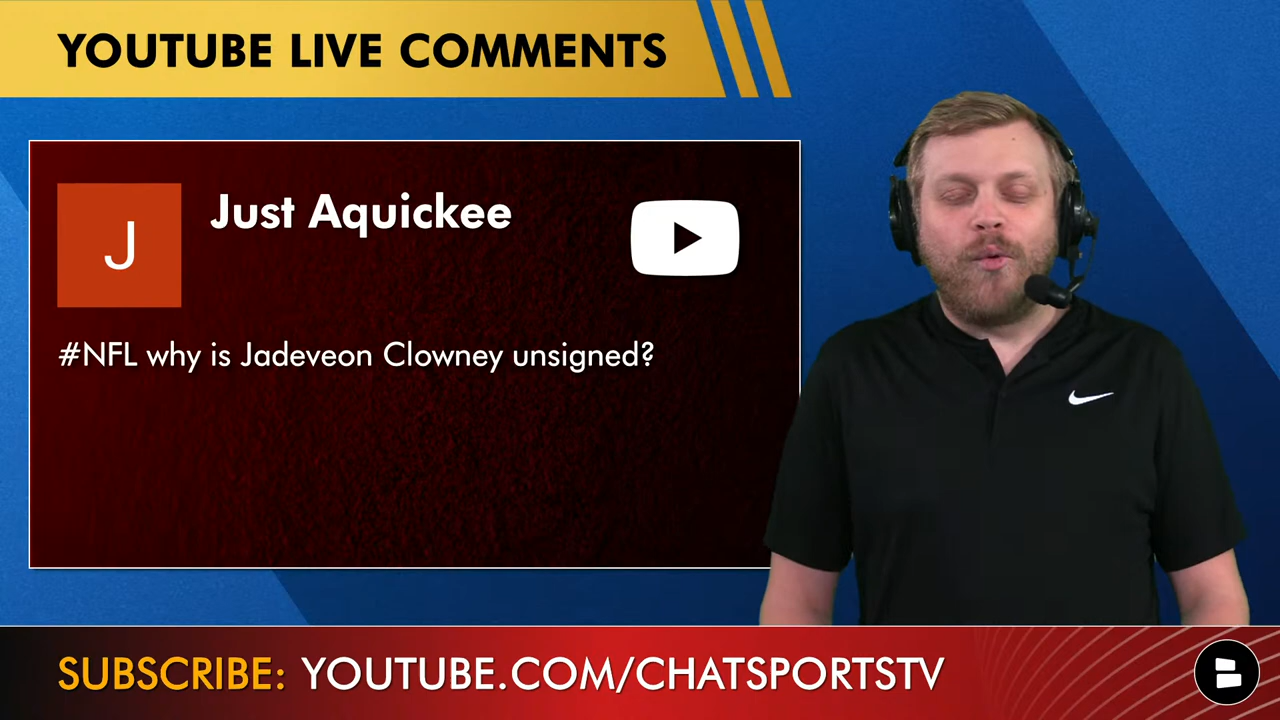 YOUTUBE LIVE COMMENTS
J
Just Aquickee
#NFL why is Jadeveon Clowney unsigned?
SUBSCRIBE: YOUTUBE.COM/CHATSPORTSTV